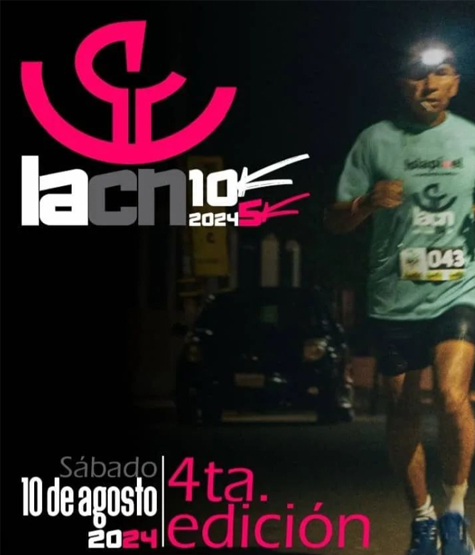 lacn 10K
2024 5K
lacn
043
Sábado
10 de agosto
2024
4ta.
edición